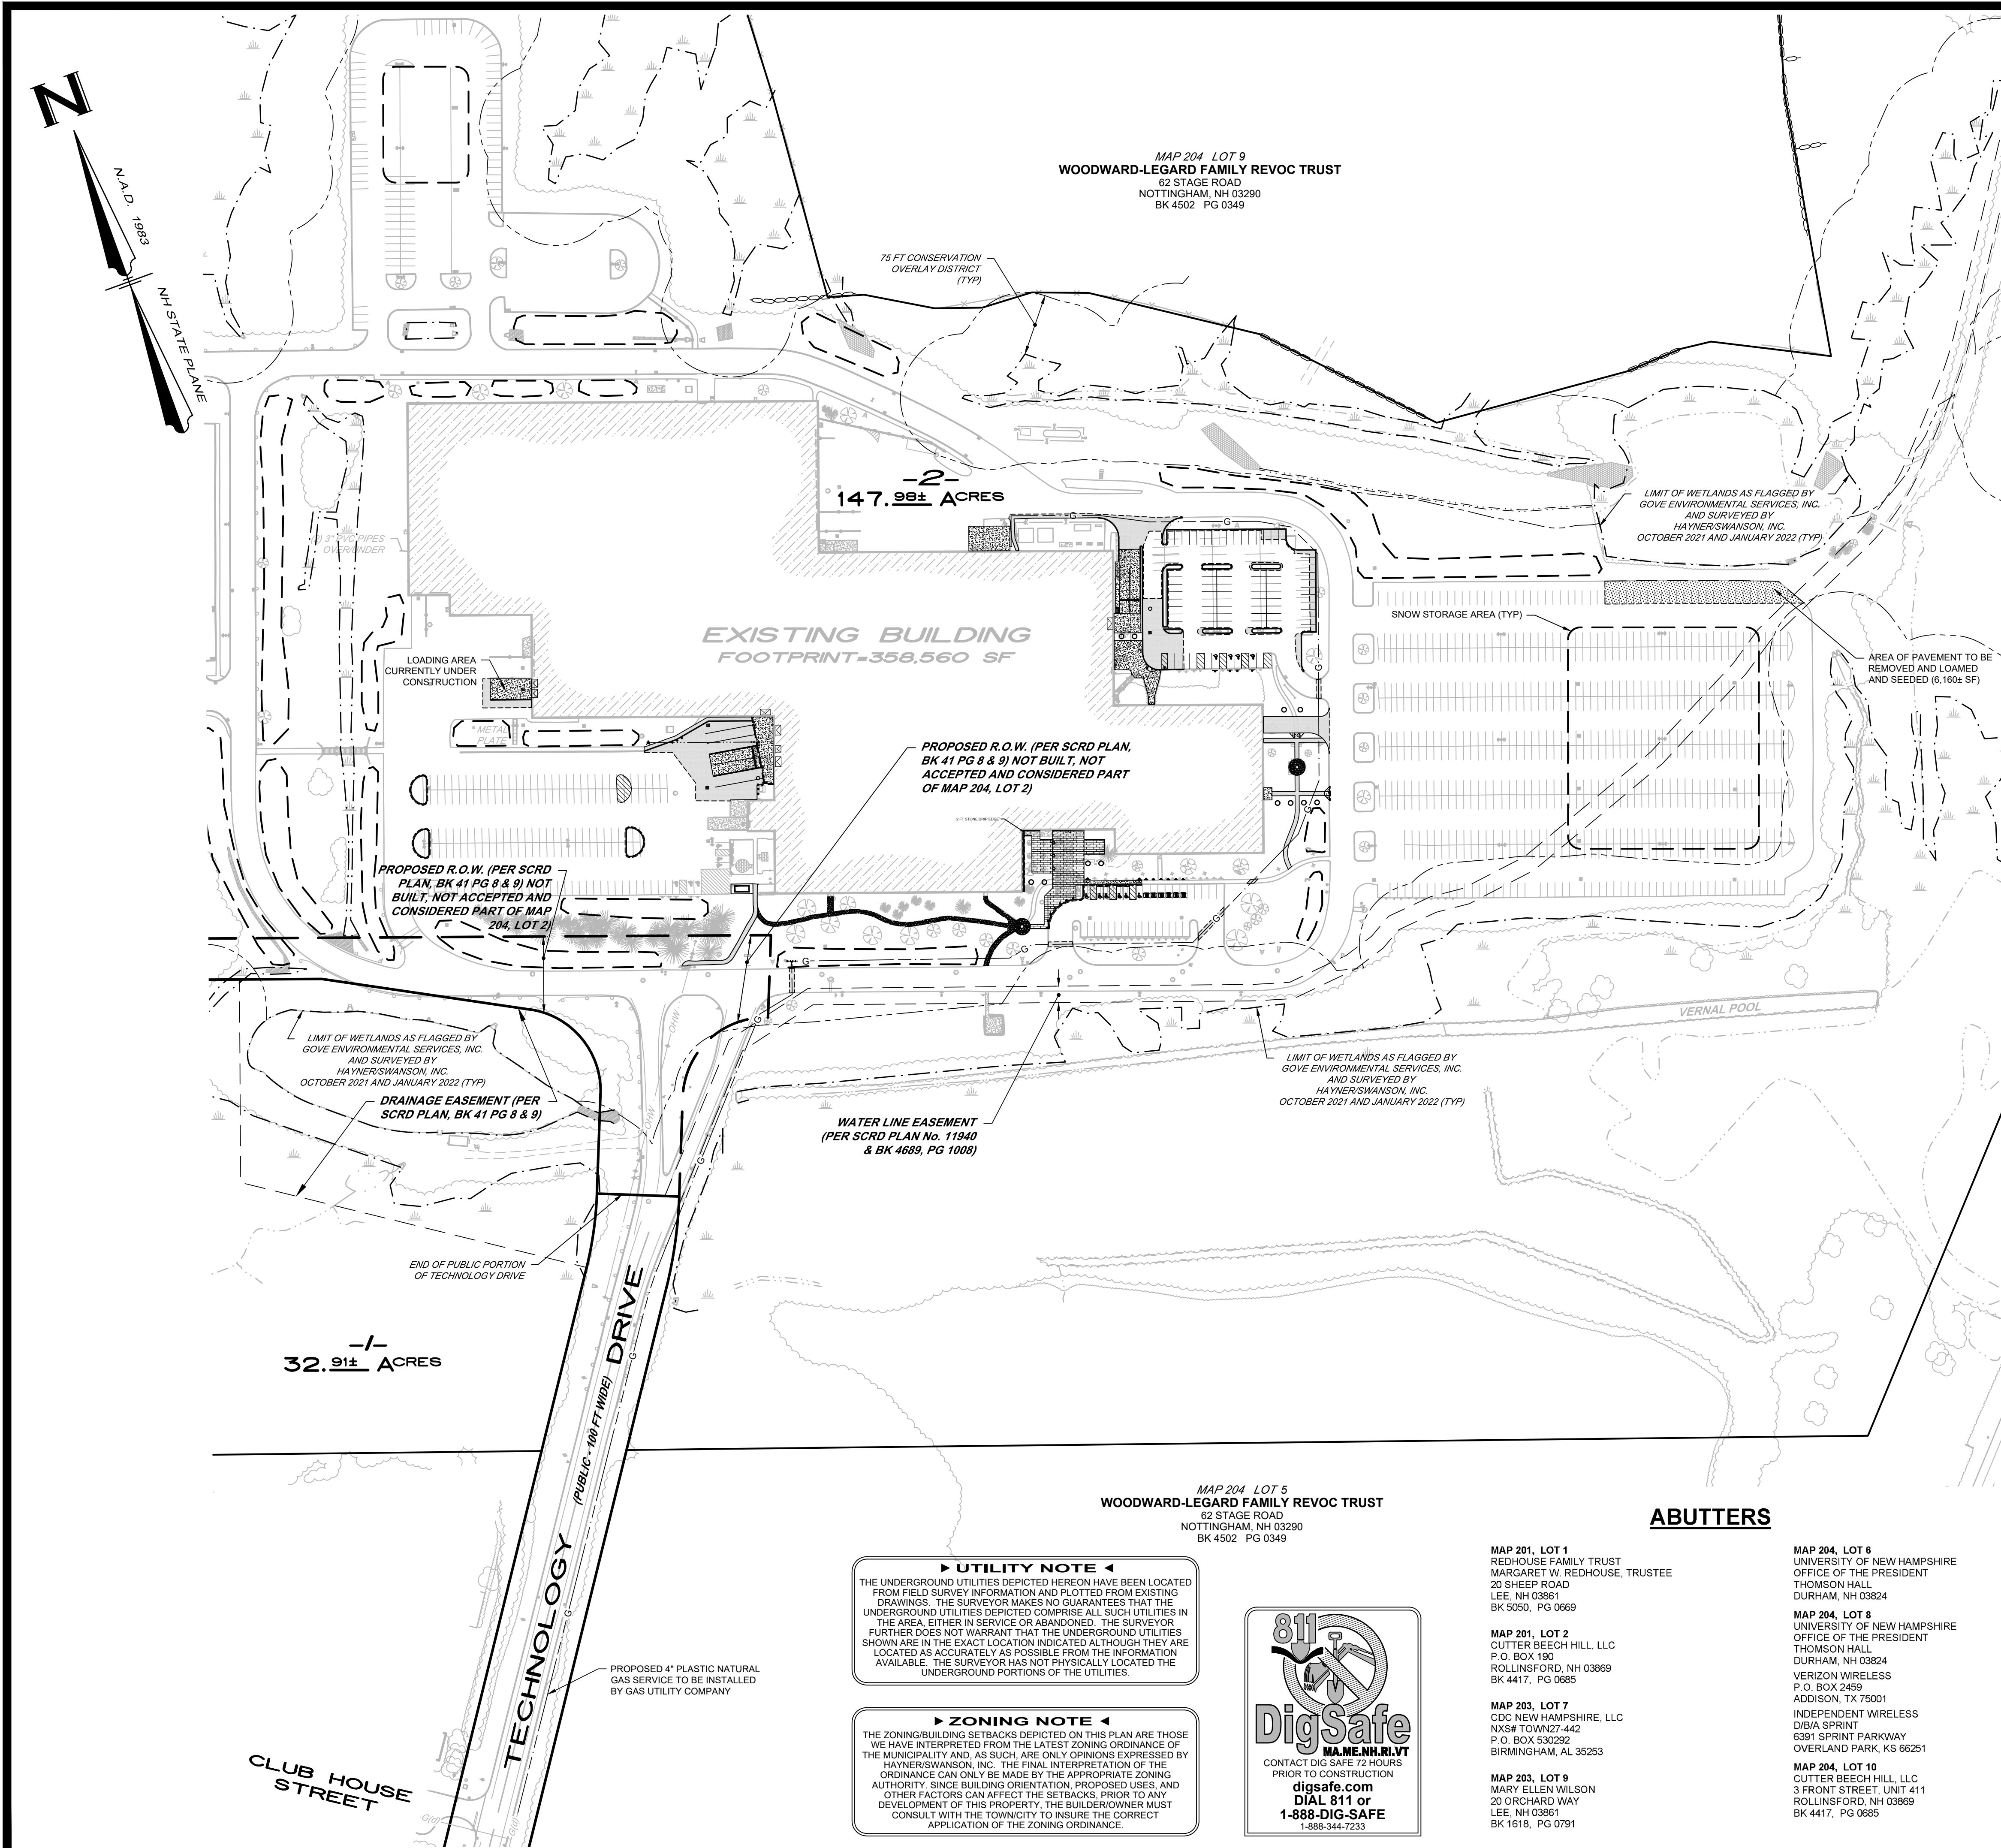 N
N.A.D. 1983
NH STATE PLANE
MAP 204 LOT 9
WOODWARD-LEGARD FAMILY REVOC TRUST
62 STAGE ROAD
NOTTINGHAM, NH 03290
BK 4502 PG 0349
75 FT CONSERVATION
OVERLAY DISTRICT
(TYP)
-2-
147.98± ACRES
LIMIT OF WETLANDS AS FLAGGED BY
GOVE ENVIRONMENTAL SERVICES, INC.
AND SURVEYED BY
HAYNER/SWANSON, INC.
OCTOBER 2021 AND JANUARY 2022 (TYP)
3" PVC PIPES
OVER/UNDER
EXISTING BUILDING
FOOTPRINT=358,560 SF
SNOW STORAGE AREA (TYP)
AREA OF PAVEMENT TO BE
REMOVED AND LOAMED
AND SEEDED (6,160± SF)
LOADING AREA
CURRENTLY UNDER
CONSTRUCTION
METAL
PLATE
PROPOSED R.O.W. (PER SCRD PLAN,
BK 41 PG 8 & 9) NOT BUILT, NOT
ACCEPTED AND CONSIDERED PART
OF MAP 204, LOT 2)
2 FT STONE DRIP EDGE
PROPOSED R.O.W. (PER SCRD
PLAN, BK 41 PG 8 & 9) NOT
BUILT, NOT ACCEPTED AND
CONSIDERED PART OF MAP
204, LOT 2)
G
G
G
G
G
G
G
OHW
OHW
VERNAL POOL
LIMIT OF WETLANDS AS FLAGGED BY
GOVE ENVIRONMENTAL SERVICES, INC.
AND SURVEYED BY
HAYNER/SWANSON, INC.
OCTOBER 2021 AND JANUARY 2022 (TYP)
LIMIT OF WETLANDS AS FLAGGED BY
GOVE ENVIRONMENTAL SERVICES, INC.
AND SURVEYED BY
HAYNER/SWANSON, INC.
OCTOBER 2021 AND JANUARY 2022 (TYP)
DRAINAGE EASEMENT (PER
SCRD PLAN, BK 41 PG 8 & 9)
WATER LINE EASEMENT
(PER SCRD PLAN No. 11940
& BK 4689, PG 1008)
END OF PUBLIC PORTION
OF TECHNOLOGY DRIVE
-1-
32.91± ACRES
TECHNOLOGY DRIVE
(PUBLIC - 100 FT WIDE)
G
G
G
PROPOSED 4" PLASTIC NATURAL
GAS SERVICE TO BE INSTALLED
BY GAS UTILITY COMPANY
CLUB HOUSE
STREET
G(d)
G(d)
MAP 204 LOT 5
WOODWARD-LEGARD FAMILY REVOC TRUST
62 STAGE ROAD
NOTTINGHAM, NH 03290
BK 4502 PG 0349
UTILITY NOTE
THE UNDERGROUND UTILITIES DEPICTED HEREON HAVE BEEN LOCATED
FROM FIELD SURVEY INFORMATION AND PLOTTED FROM EXISTING
DRAWINGS. THE SURVEYOR MAKES NO GUARANTEES THAT THE
UNDERGROUND UTILITIES DEPICTED COMPRISE ALL SUCH UTILITIES IN
THE AREA, EITHER IN SERVICE OR ABANDONED. THE SURVEYOR
FURTHER DOES NOT WARRANT THAT THE UNDERGROUND UTILITIES
SHOWN ARE IN THE EXACT LOCATION INDICATED ALTHOUGH THEY ARE
LOCATED AS ACCURATELY AS POSSIBLE FROM THE INFORMATION
AVAILABLE. THE SURVEYOR HAS NOT PHYSICALLY LOCATED THE
UNDERGROUND PORTIONS OF THE UTILITIES.
ZONING NOTE
THE ZONING/BUILDING SETBACKS DEPICTED ON THIS PLAN ARE THOSE
WE HAVE INTERPRETED FROM THE LATEST ZONING ORDINANCE OF
THE MUNICIPALITY AND, AS SUCH, ARE ONLY OPINIONS EXPRESSED BY
HAYNER/SWANSON, INC. THE FINAL INTERPRETATION OF THE
ORDINANCE CAN ONLY BE MADE BY THE APPROPRIATE ZONING
AUTHORITY. SINCE BUILDING ORIENTATION, PROPOSED USES, AND
OTHER FACTORS CAN AFFECT THE SETBACKS, PRIOR TO ANY
DEVELOPMENT OF THIS PROPERTY, THE BUILDER/OWNER MUST
CONSULT WITH THE TOWN/CITY TO INSURE THE CORRECT
APPLICATION OF THE ZONING ORDINANCE.
811
DigSafe
MA.ME.NH.RI.VT
CONTACT DIG SAFE 72 HOURS
PRIOR TO CONSTRUCTION
digsafe.com
DIAL 811 or
1-888-DIG-SAFE
1-888-344-7233
ABUTTERS
MAP 201, LOT 1
REDHOUSE FAMILY TRUST
MARGARET W. REDHOUSE, TRUSTEE
20 SHEEP ROAD
LEE, NH 03861
BK 5050, PG 0669
MAP 201, LOT 2
CUTTER BEECH HILL, LLC
P.O. BOX 190
ROLLINSFORD, NH 03869
BK 4417, PG 0685
MAP 203, LOT 7
CDC NEW HAMPSHIRE, LLC
NXS# TOWN27-442
P.O. BOX 530292
BIRMINGHAM, AL 35253
MAP 203, LOT 9
MARY ELLEN WILSON
20 ORCHARD WAY
LEE, NH 03861
BK 1618, PG 0791
MAP 204, LOT 6
UNIVERSITY OF NEW HAMPSHIRE
OFFICE OF THE PRESIDENT
THOMSON HALL
DURHAM, NH 03824
MAP 204, LOT 8
UNIVERSITY OF NEW HAMPSHIRE
OFFICE OF THE PRESIDENT
THOMSON HALL
DURHAM, NH 03824
VERIZON WIRELESS
P.O. BOX 2459
ADDISON, TX 75001
INDEPENDENT WIRELESS
D/B/A SPRINT
6391 SPRINT PARKWAY
OVERLAND PARK, KS 66251
MAP 204, LOT 10
CUTTER BEECH HILL, LLC
3 FRONT STREET, UNIT 411
ROLLINSFORD, NH 03869
BK 4417, PG 0685